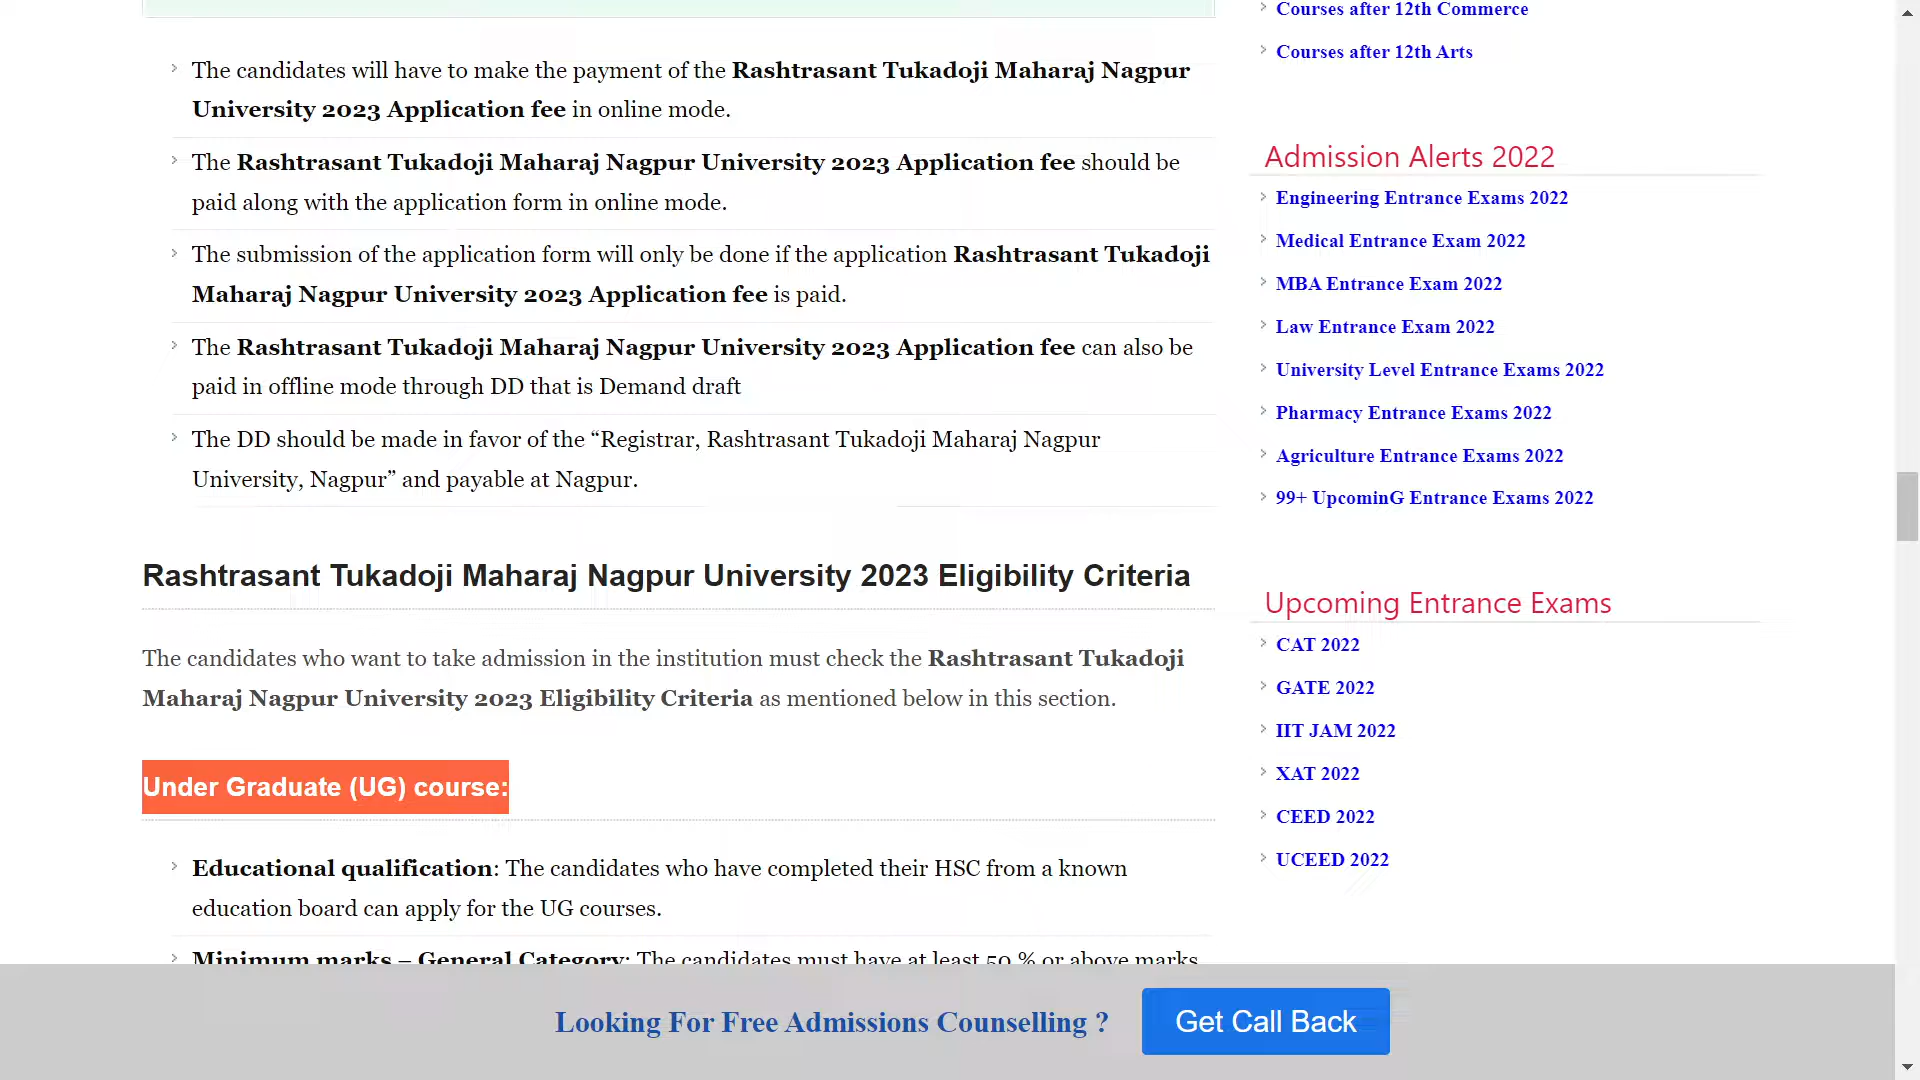 The candidates will have to make the payment of the Rashtrasant Tukadoji Maharaj Nagpur
University 2023 Application fee in online mode.
The Rashtrasant Tukadoji Maharaj Nagpur University 2023 Application fee should be
paid along with the application form in online mode.
The submission of the application form will only be done if the application Rashtrasant Tukadoji
Maharaj Nagpur University 2023 Application fee is paid.
The Rashtrasant Tukadoji Maharaj Nagpur University 2023 Application fee can also be
paid in offline mode through DD that is Demand draft
The DD should be made in favor of the “Registrar, Rashtrasant Tukadoji Maharaj Nagpur
University, Nagpur” and payable at Nagpur.
Rashtrasant Tukadoji Maharaj Nagpur University 2023 Eligibility Criteria
The candidates who want to take admission in the institution must check the Rashtrasant Tukadoji
Maharaj Nagpur University 2023 Eligibility Criteria as mentioned below in this section.
Under Graduate (UG) course:
Educational qualification: The candidates who have completed their HSC from a known
education board can apply for the UG courses.
Minimum marks – General Category: The candidates must have at least 50 % or above marks
Courses after 12th Commerce
Courses after 12th Arts
Admission Alerts 2022
Engineering Entrance Exams 2022
Medical Entrance Exam 2022
MBA Entrance Exam 2022
Law Entrance Exam 2022
University Level Entrance Exams 2022
Pharmacy Entrance Exams 2022
Agriculture Entrance Exams 2022
99+ UpcominG Entrance Exams 2022
Upcoming Entrance Exams
CAT 2022
GATE 2022
IIT JAM 2022
XAT 2022
CEED 2022
UCEED 2022
Looking For Free Admissions Counselling ?
Get Call Back